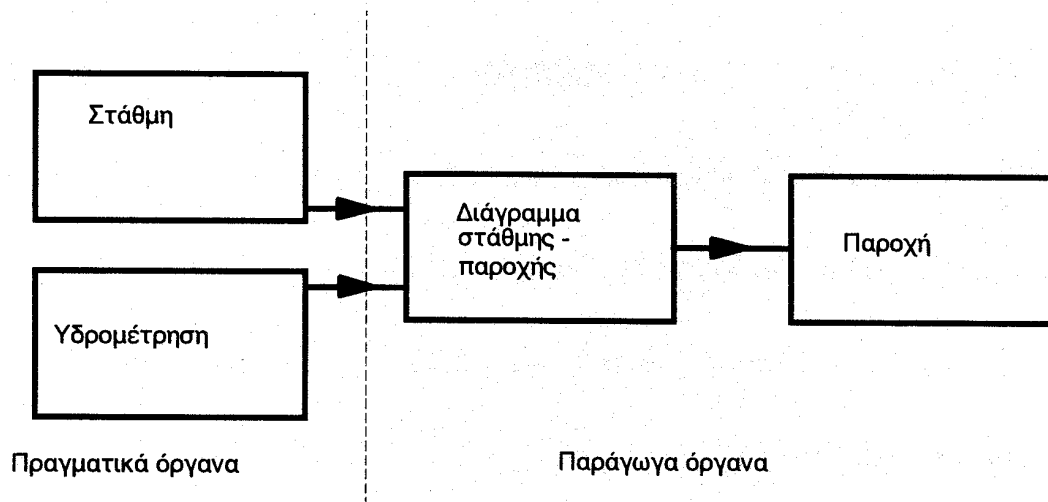 Στάθμη
Υδρομέτρηση
Διάγραμμα
στάθμης -
παροχής
Παροχή
Πραγματικά όργανα
Παράγωγα όργανα